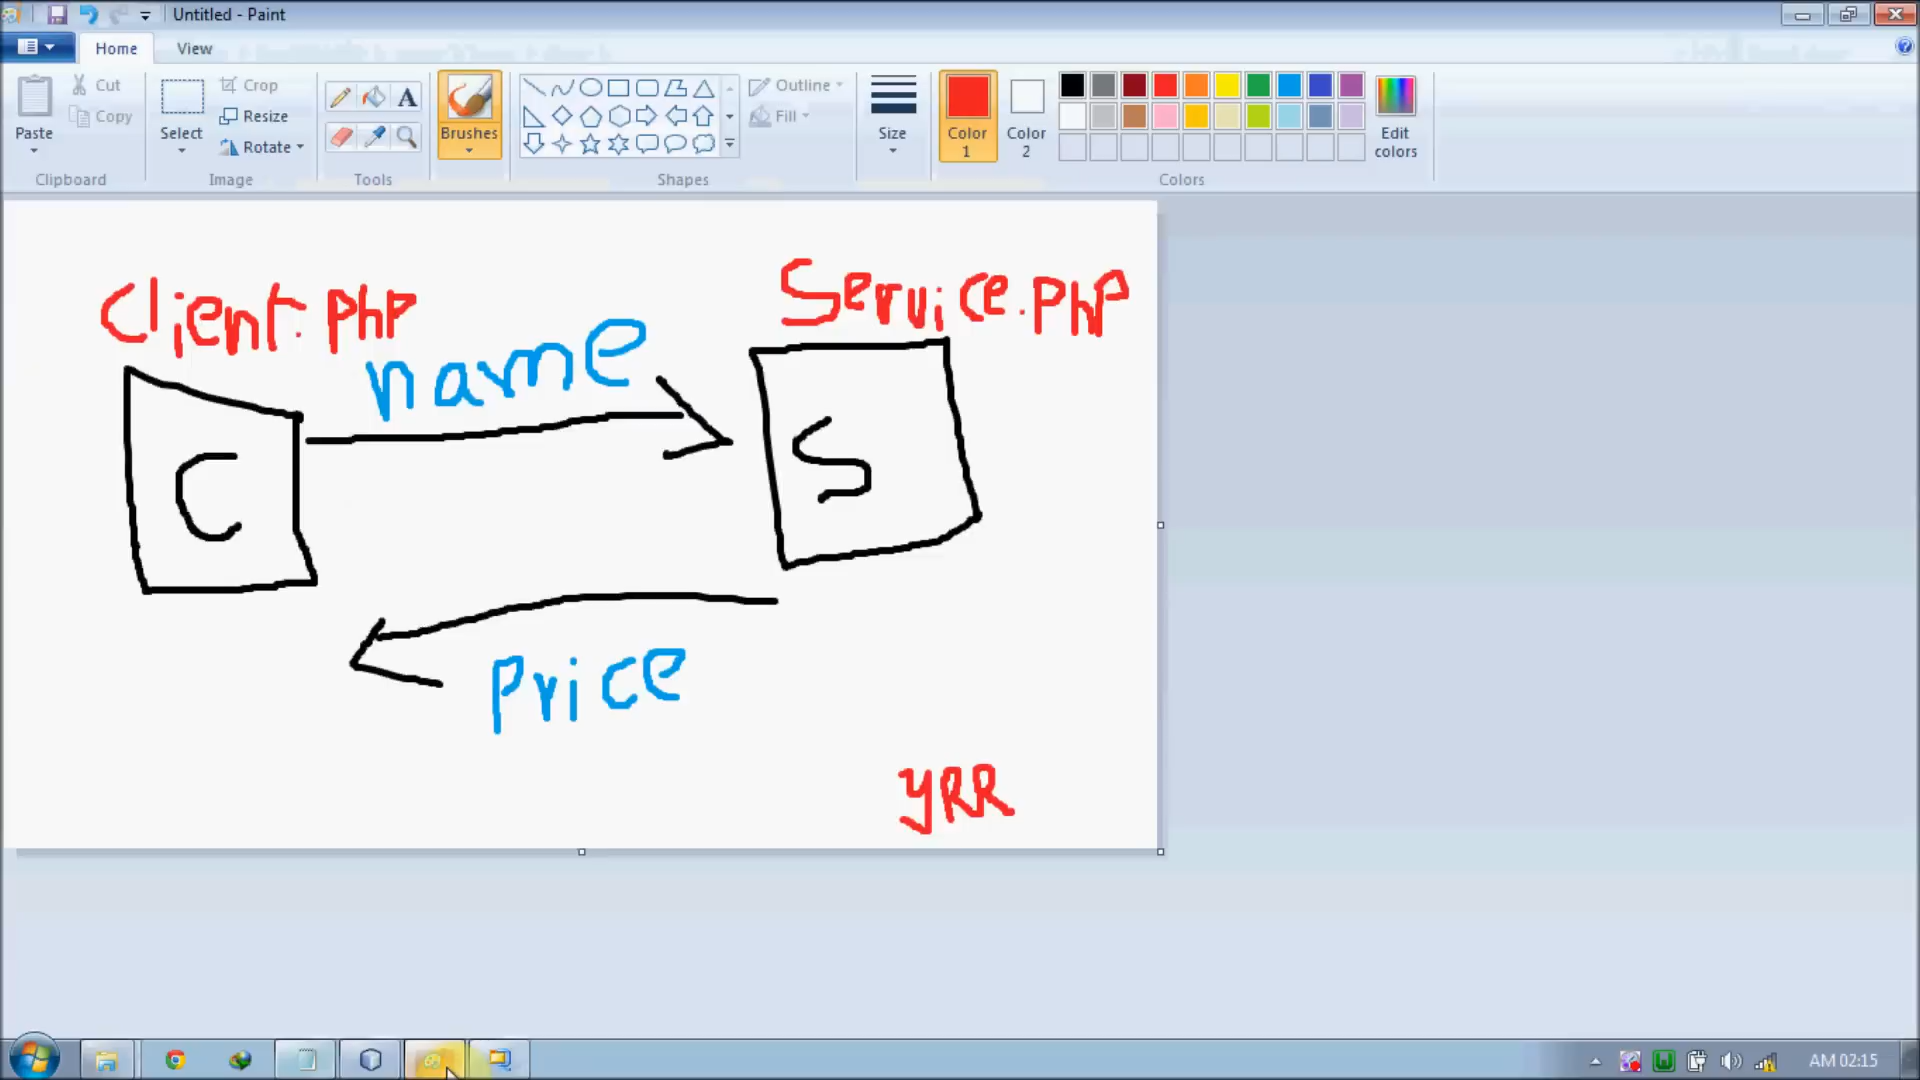 Untitled - Paint
Home View
Paste
Cut
Copy
Clipboard
Select
Crop
Resize
Rotate
Image
A
Tools
Brushes
Shapes
Outline
Fill
Size
Color 1
Color 2
Edit colors
Colors
Client.php
Service.php
name
C
S
price
YRR
AM 02:15